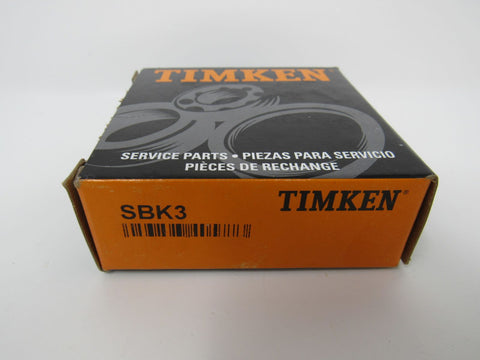 TIMKEN
SERVICE PARTS • PIEZAS PARA SERVICIO
PIÈCES DE RECHANGE
SBK3
TIMKEN®